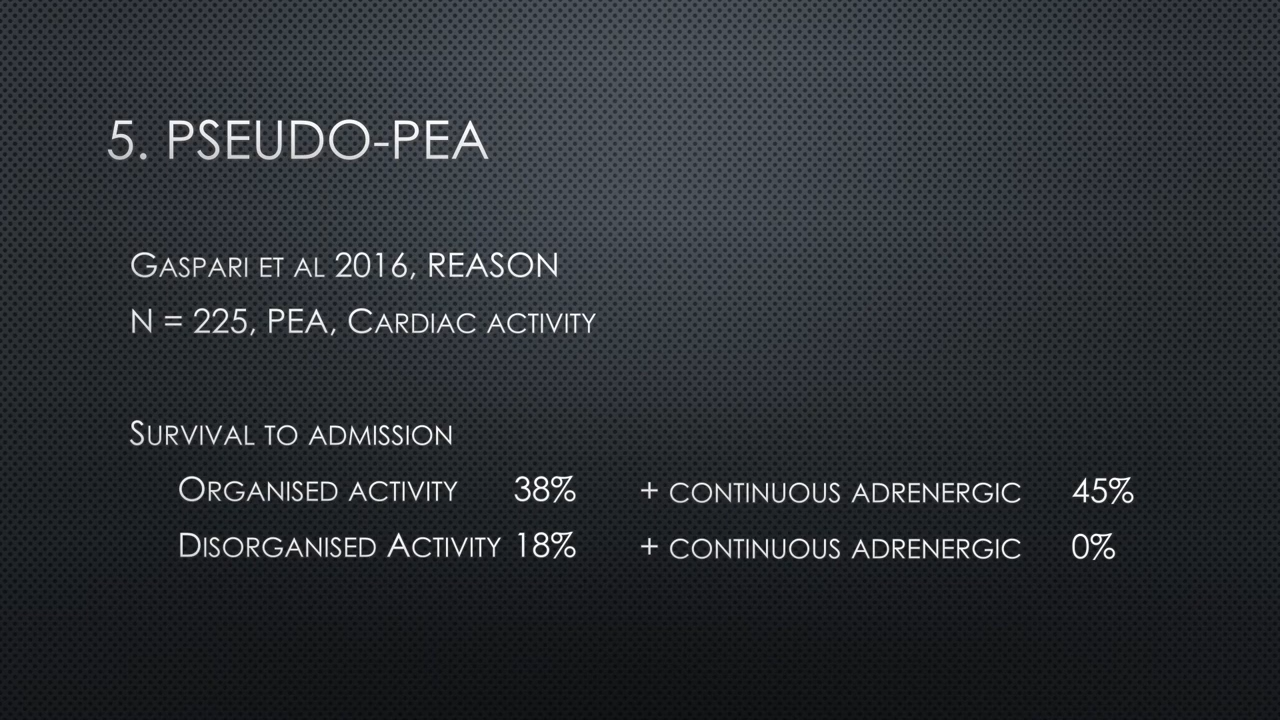 5. PSEUDO-PEA
GASPARI ET AL 2016, REASON
N = 225, PEA, CARDIAC ACTIVITY
SURVIVAL TO ADMISSION
ORGANISED ACTIVITY 38% + CONTINUOUS ADRENERGIC 45%
DISORGANISED ACTIVITY 18% + CONTINUOUS ADRENERGIC 0%